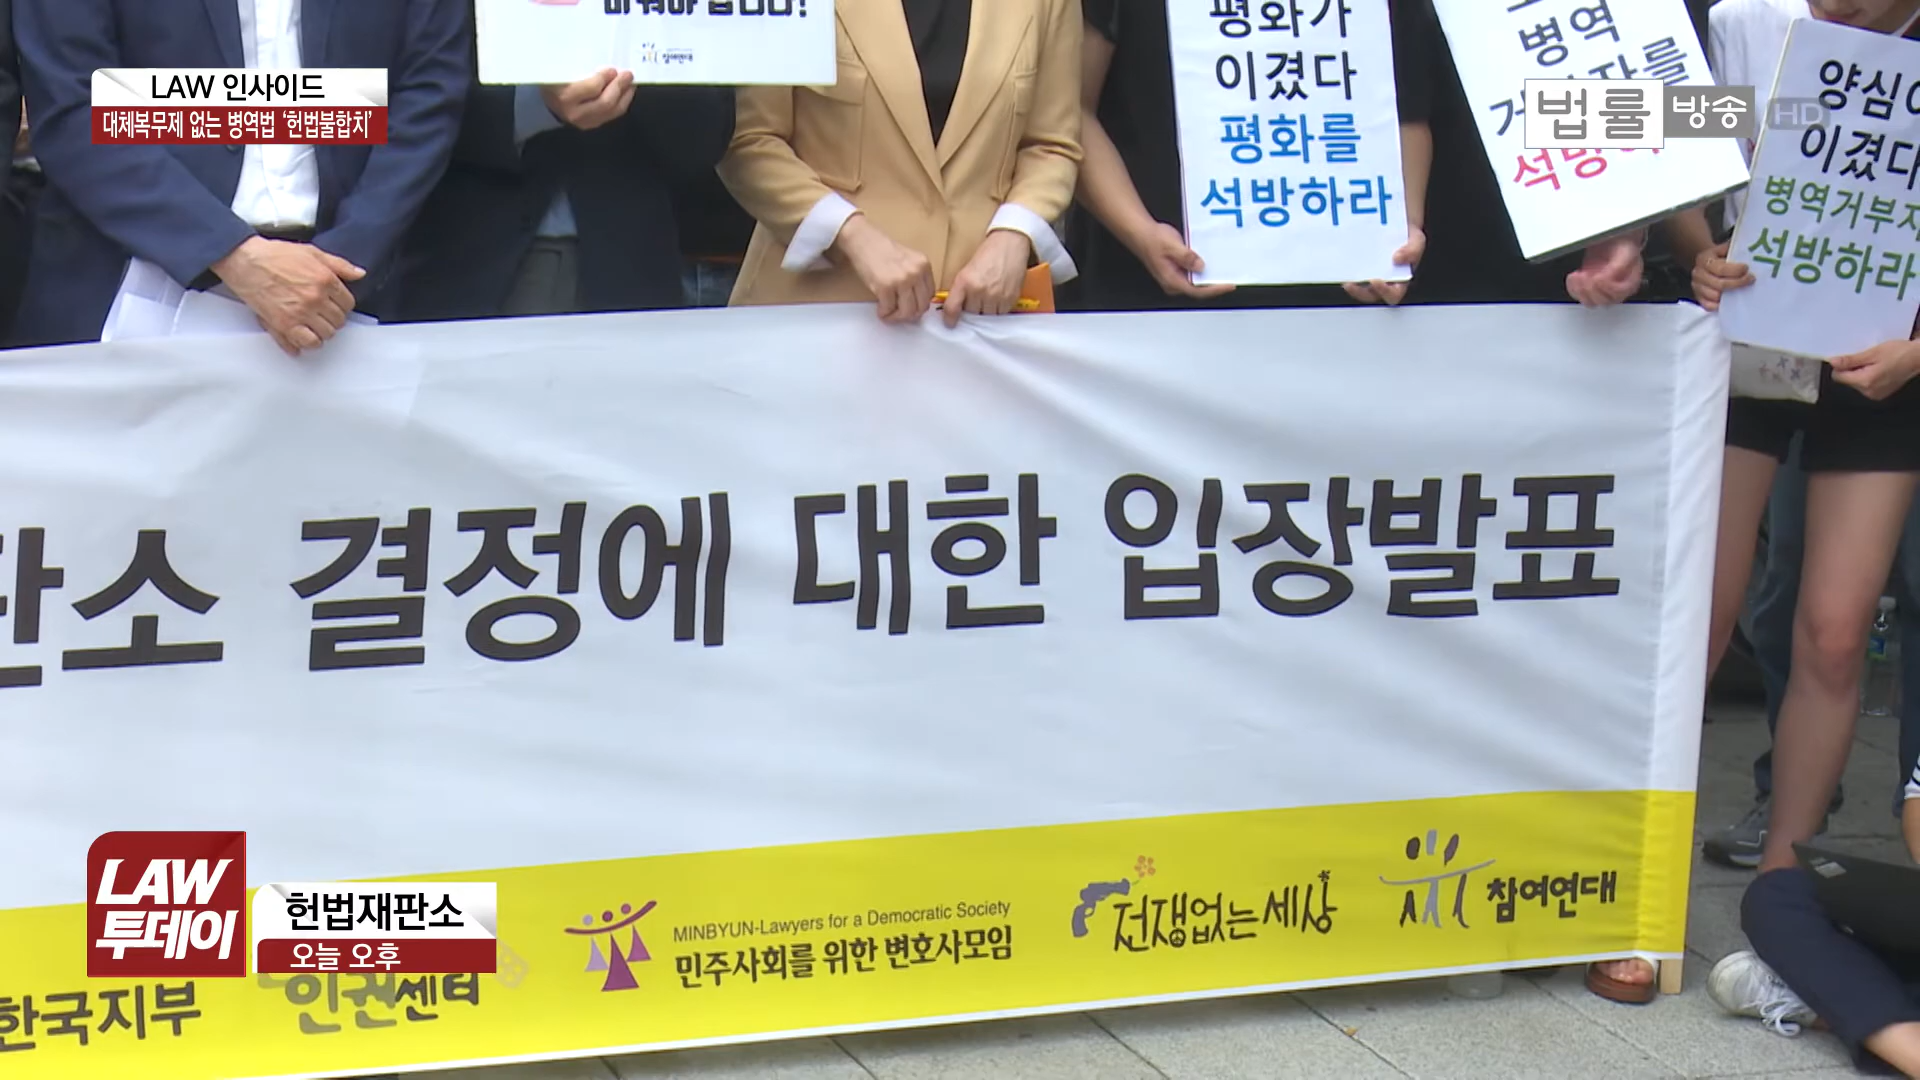 LAW 인사이드
대체복무제 없는 병역법 ‘헌법불합치’
참여연대
평화가
이겼다
평화를
석방하라
병역
석방하
법률방송 HD
양심이
이겼다
병역거부자
석방하라
판소 결정에 대한 입장발표
LAW
투데이
헌법재판소
오늘 오후
한국지부
인권센터
MINBYUN-Lawyers for a Democratic Society
민주사회를 위한 변호사모임
전쟁없는세상
참여연대